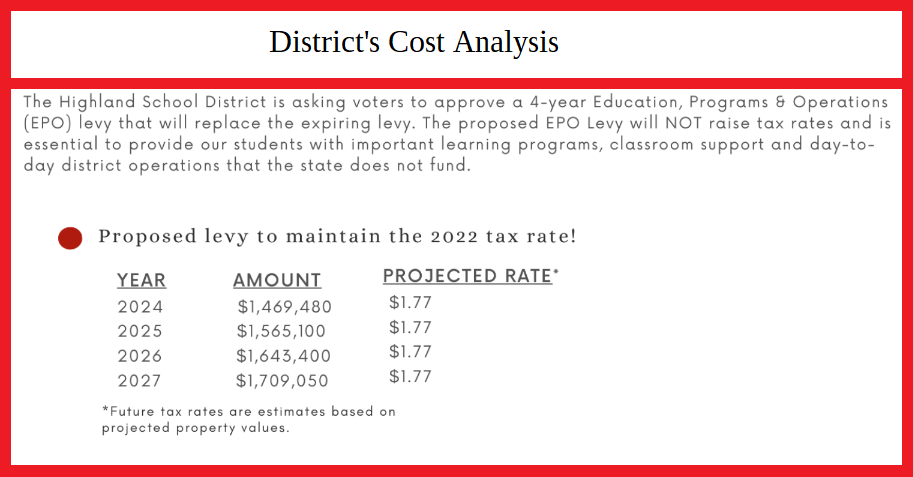 District's Cost Analysis
The Highland School District is asking voters to approve a 4-year Education, Programs & Operations
(EPO) levy that will replace the expiring levy. The proposed EPO Levy will NOT raise tax rates and is
essential to provide our students with important learning programs, classroom support and day-to-
day district operations that the state does not fund.
Proposed levy to maintain the 2022 tax rate!
YEAR AMOUNT PROJECTED RATE*
2024 $1,469,480 $1.77
2025 $1,565,100 $1.77
2026 $1,643,400 $1.77
2027 $1,709,050 $1.77
*Future tax rates are estimates based on
projected property values.